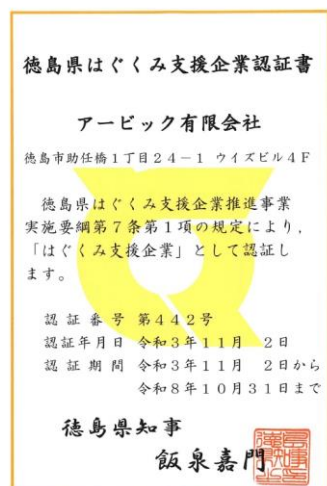 徳島県はぐくみ支援企業認証書
アービック有限会社
徳島市助任橋1丁目24-1 ウイズビル4F
徳島県はぐくみ支援企業推進事業
実施要綱第7条第1項の規定により,
「はぐくみ支援企業」として認証し
ます。
認証番号 第442号
認証年月日 令和3年11月 2日
認証期間 令和3年11月 2日から
令和8年10月31日まで
徳島県知事
飯泉嘉門